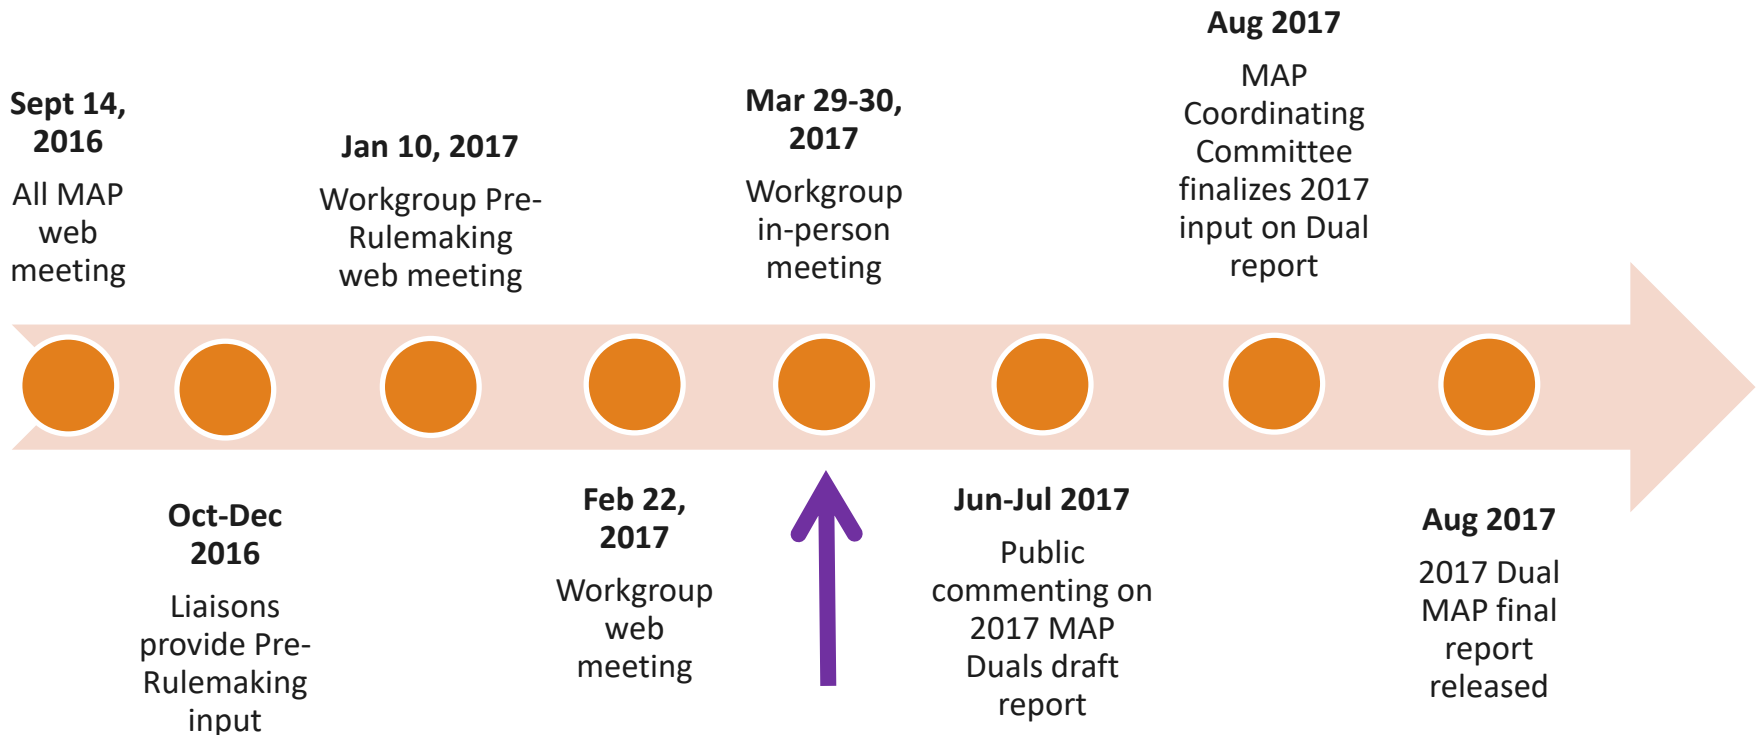 Sept 14,
2016
All MAP
web
meeting
Oct-Dec
2016
Liaisons
provide Pre-
Rulemaking
input
Jan 10, 2017
Workgroup Pre-
Rulemaking
web meeting
Feb 22,
2017
Workgroup
web
meeting
Mar 29-30,
2017
Workgroup
in-person
meeting
Jun-Jul 2017
Public
commenting on
2017 MAP
Duals draft
report
Aug 2017
MAP
Coordinating
Committee
finalizes 2017
input on Dual
report
Aug 2017
2017 Dual
MAP final
report
released